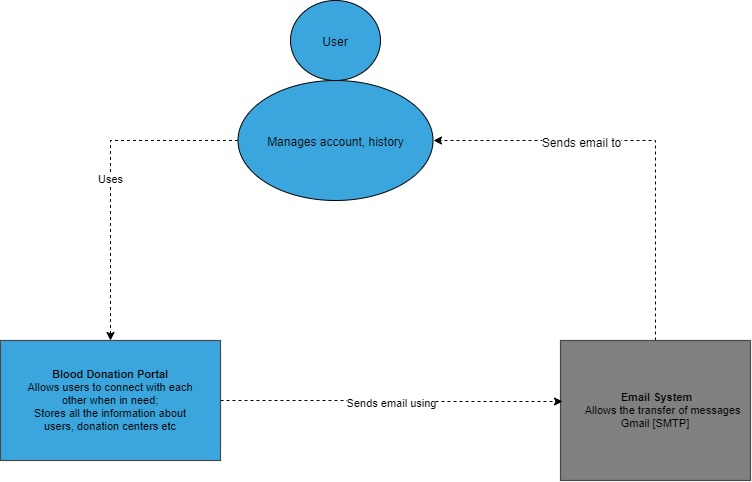 User
Manages account, history
Sends email to
Uses
Blood Donation Portal
Allows users to connect with each
other when in need;
Stores all the information about
users, donation centers etc
Sends email using
Email System
Allows the transfer of messages
Gmail [SMTP]